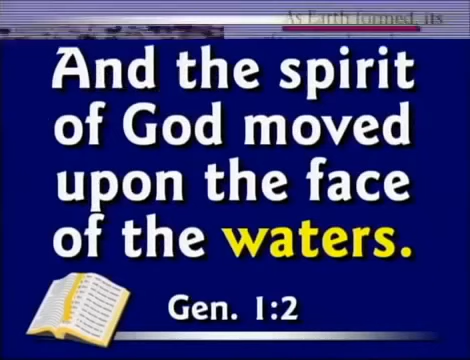 As Earth formed, its
And the spirit
of God moved
upon the face
of the waters.
Gen. 1:2